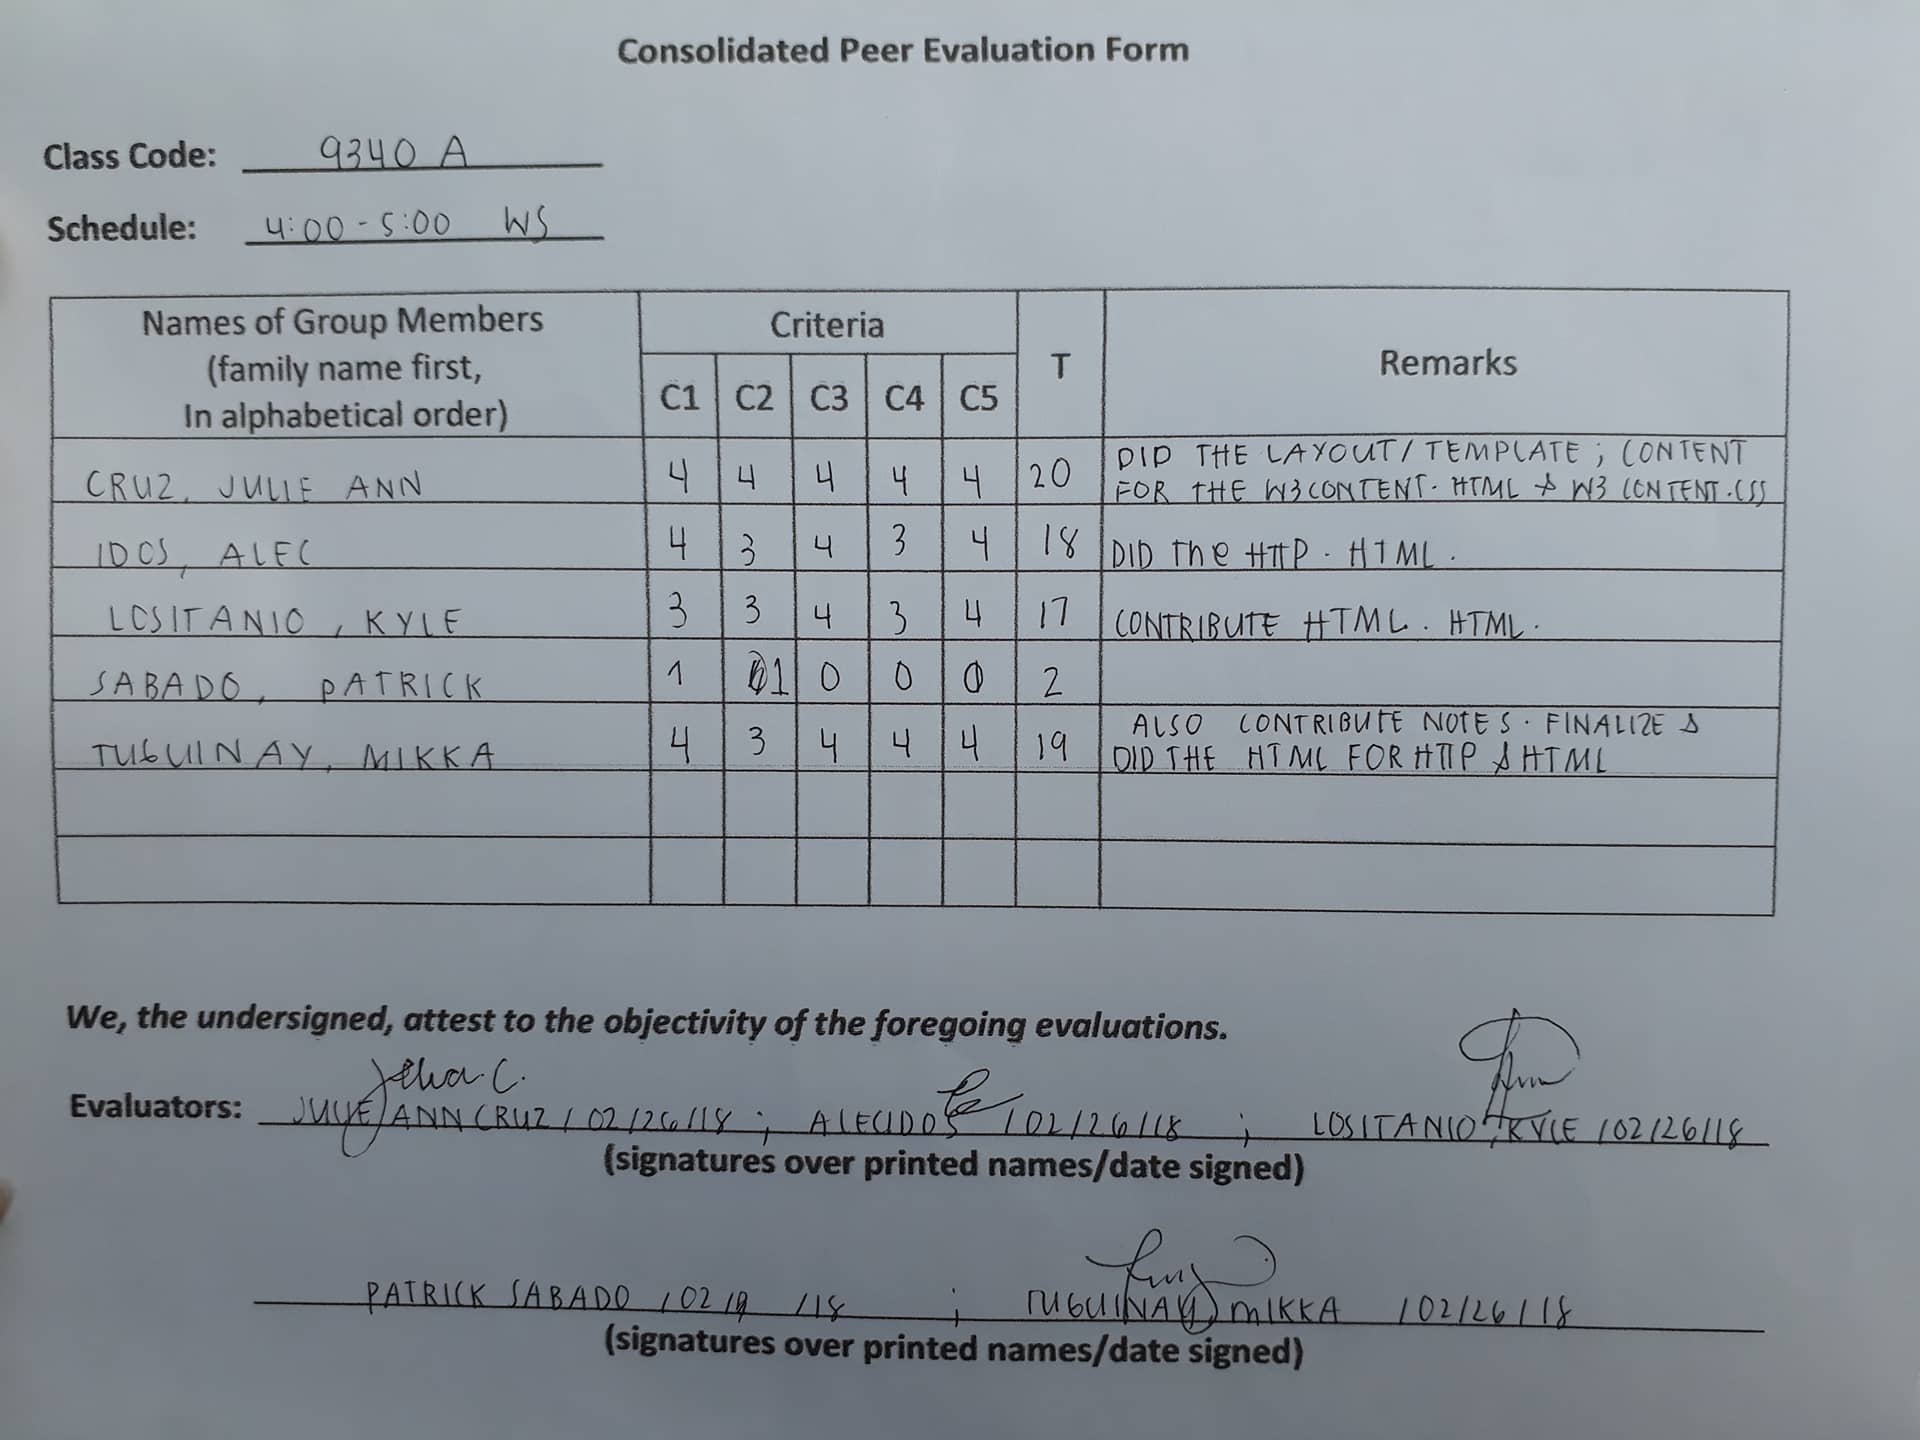 Consolidated Peer Evaluation Form
Class Code: 9340 A
Schedule: 4:00 - 5:00 WS
Names of Group Members
(family name first,
In alphabetical order)
Criteria
T
Remarks
C1 C2 C3 C4 C5
CRUZ, JULIE ANN 4 4 4 4 4 20 DID THE LAYOUT / TEMPLATE ; CONTENT
FOR THE W3CONTENT. HTML & W3 CONTENT.CSS
IDOS, ALEC 4 3 4 3 4 18 DID The HTTP . HTML .
LOSITANIO, KYLE 3 3 4 3 4 17 CONTRIBUTE HTML . HTML .
SABADO, PATRICK 1 1 0 0 0 2
TUGUINAY, MIKKA 4 3 4 4 4 19 ALSO CONTRIBUTE NOTES . FINALIZE &
DID THE HTML FOR HTTP & HTML
We, the undersigned, attest to the objectivity of the foregoing evaluations.
Evaluators: JULIE ANN CRUZ / 02/26/18 ; ALEC IDOS / 02/26/18 ; LOSITANIO, KYLE / 02/26/18
(signatures over printed names/date signed)
PATRICK SABADO / 02 / /18 ; TUGUINAY, MIKKA / 02/26/18
(signatures over printed names/date signed)